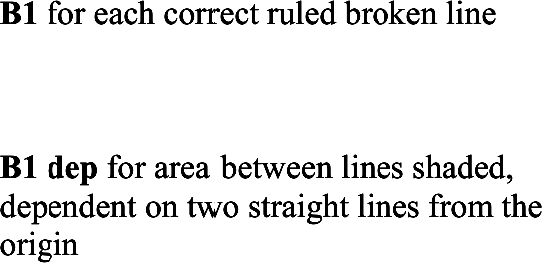 B1 for each correct ruled broken line
B1 dep for area between lines shaded,
dependent on two straight lines from the
origin